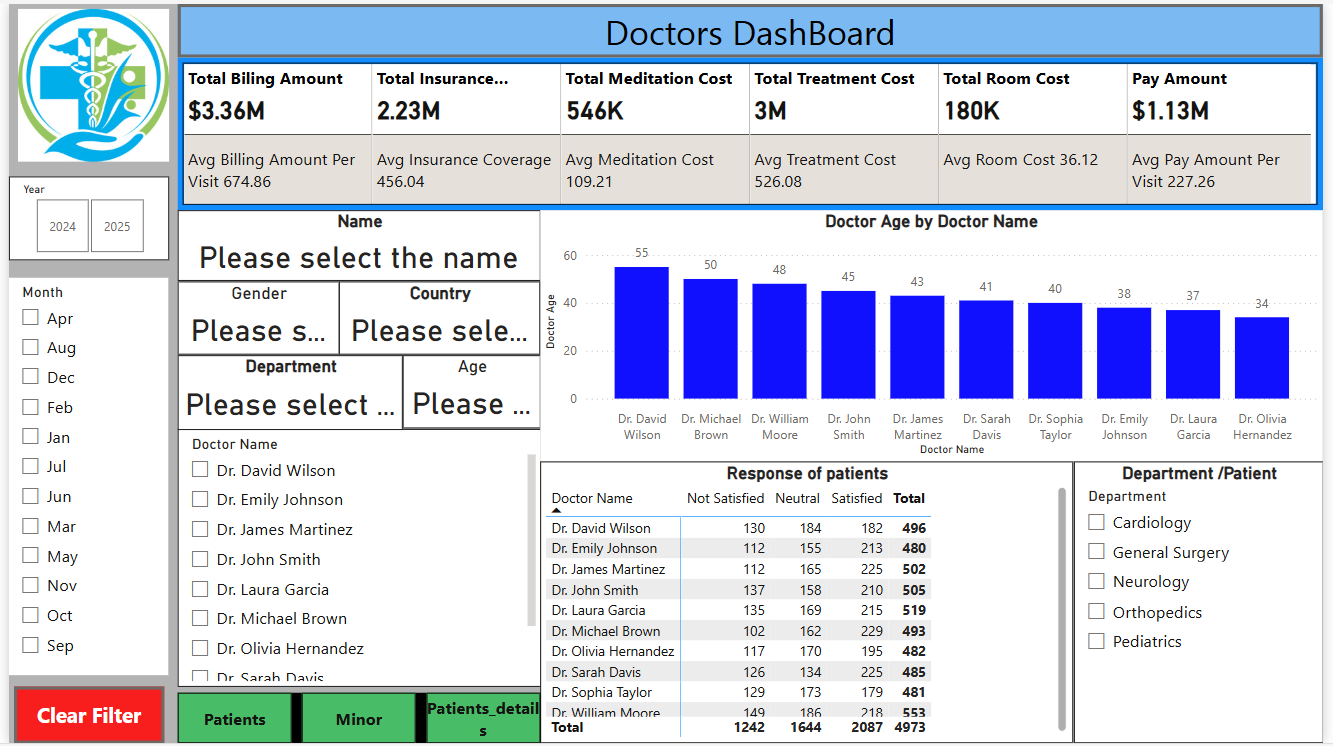 Doctors DashBoard
Total Biling Amount
$3.36M
Avg Billing Amount Per
Visit 674.86
Total Insurance...
2.23M
Avg Insurance Coverage
456.04
Total Meditation Cost
546K
Avg Meditation Cost
109.21
Total Treatment Cost
3M
Avg Treatment Cost
526.08
Total Room Cost
180K
Avg Room Cost 36.12
Pay Amount
$1.13M
Avg Pay Amount Per
Visit 227.26
Year
2024 2025
Month
Apr
Aug
Dec
Feb
Jan
Jul
Jun
Mar
May
Nov
Oct
Sep
Clear Filter
Name
Please select the name
Gender
Please s...
Country
Please sele...
Department
Please select ...
Age
Please ...
Doctor Name
Dr. David Wilson
Dr. Emily Johnson
Dr. James Martinez
Dr. John Smith
Dr. Laura Garcia
Dr. Michael Brown
Dr. Olivia Hernandez
Dr. Sarah Davis
Patients
Minor
Patients_detail
s
Doctor Age by Doctor Name
Doctor Age
60
40
20
0
55 50 48 45 43 41 40 38 37 34
Dr. David
Wilson
Dr. Michael
Brown
Dr. William
Moore
Dr. John
Smith
Dr. James
Martinez
Dr. Sarah
Davis
Dr. Sophia
Taylor
Dr. Emily
Johnson
Dr. Laura
Garcia
Dr. Olivia
Hernandez
Doctor Name
Response of patients
Doctor Name Not Satisfied Neutral Satisfied Total
Dr. David Wilson 130 184 182 496
Dr. Emily Johnson 112 155 213 480
Dr. James Martinez 112 165 225 502
Dr. John Smith 137 158 210 505
Dr. Laura Garcia 135 169 215 519
Dr. Michael Brown 102 162 229 493
Dr. Olivia Hernandez 117 170 195 482
Dr. Sarah Davis 126 134 225 485
Dr. Sophia Taylor 129 173 179 481
Dr. William Moore 149 186 218 553
Total 1242 1644 2087 4973
Department /Patient
Department
Cardiology
General Surgery
Neurology
Orthopedics
Pediatrics